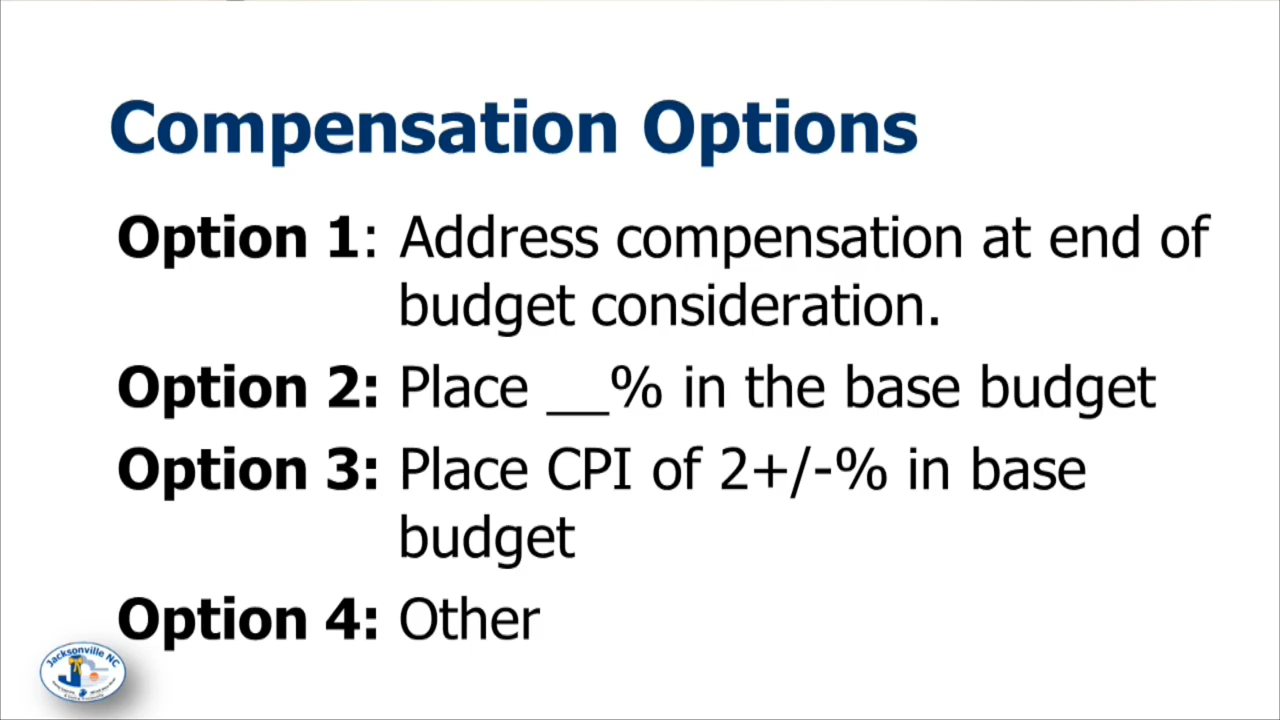 Compensation Options
Option 1: Address compensation at end of
budget consideration.
Option 2: Place __% in the base budget
Option 3: Place CPI of 2+/-% in base
budget
Option 4: Other
Jacksonville NC